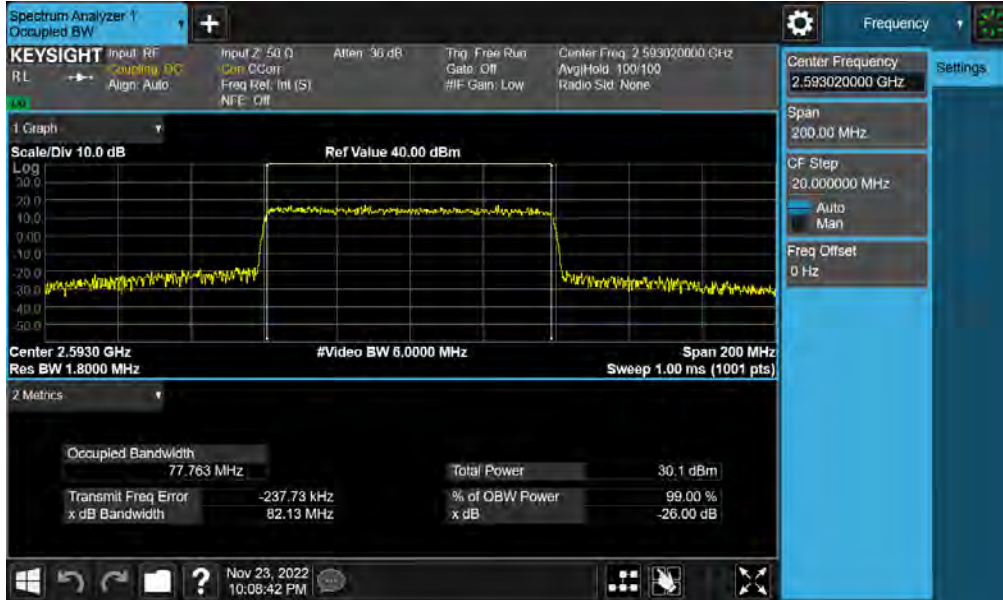 Spectrum Analyzer 1
Occupied BW
+
Frequency
KEYSIGHT
RL
Input: RF
Coupling: DC
Align: Auto
Input Z: 50 Ω
Corr CCorr
Freq Ref: Int (S)
NFE: Off
Atten: 36 dB
Trig: Free Run
Gate: Off
#IF Gain: Low
Center Freq: 2.593020000 GHz
Avg|Hold: 100/100
Radio Std: None
LXI
1 Graph
Scale/Div 10.0 dB
Ref Value 40.00 dBm
Log
30.0
20.0
10.0
0.00
-10.0
-20.0
-30.0
-40.0
-50.0
Center 2.5930 GHz
#Video BW 6.0000 MHz
Span 200 MHz
Res BW 1.8000 MHz
Sweep 1.00 ms (1001 pts)
2 Metrics
Occupied Bandwidth
77.763 MHz
Total Power 30.1 dBm
Transmit Freq Error -237.73 kHz
% of OBW Power 99.00 %
x dB Bandwidth 82.13 MHz
x dB -26.00 dB
Center Frequency
2.593020000 GHz
Settings
Span
200.00 MHz
CF Step
20.000000 MHz
Auto
Man
Freq Offset
0 Hz
?
Nov 23, 2022
10:08:42 PM